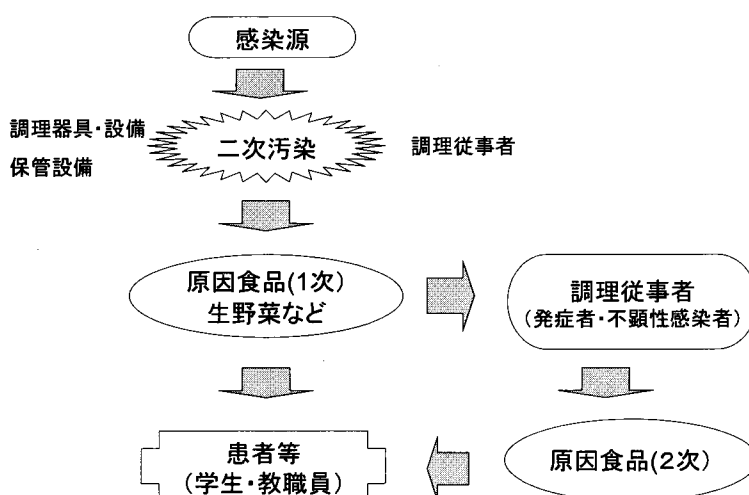 感染源
調理器具・設備
保管設備
二次汚染
調理従事者
原因食品(1次)
生野菜など
調理従事者
(発症者・不顕性感染者)
患者等
(学生・教職員)
原因食品(2次)